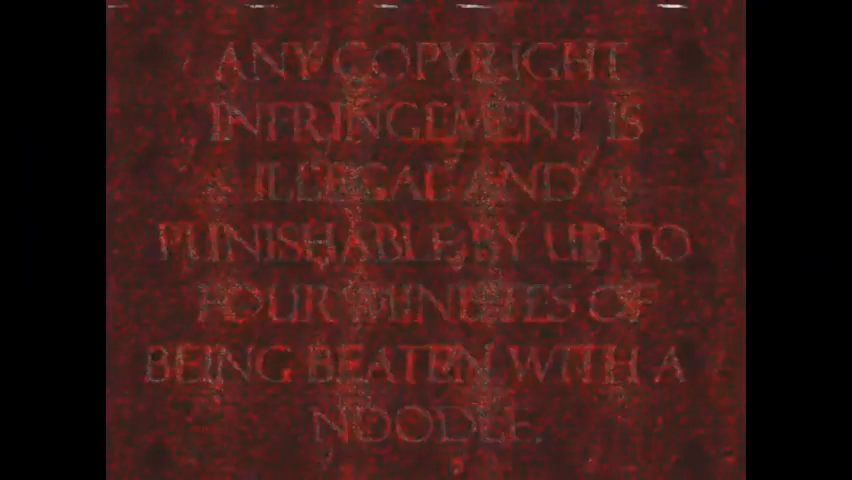 ANY COPYRIGHT
INFRINGEMENT IS
ILLEGAL AND
PUNISHABLE BY UP TO
FOUR MINUTES OF
BEING BEATEN WITH A
NOODLE.